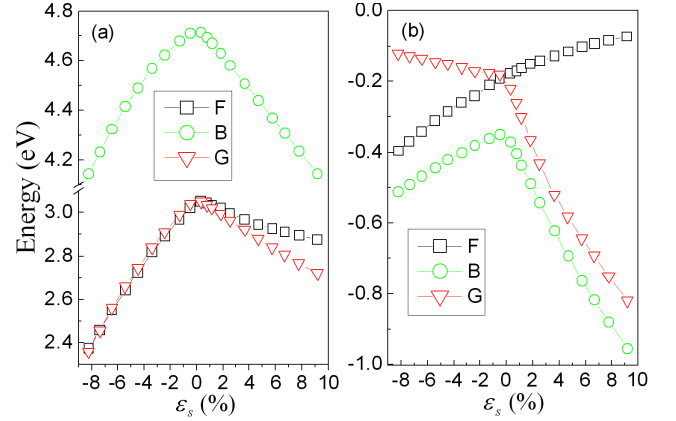 (a)
4.8
4.6
4.4
4.2
3.0
2.8
2.6
2.4
Energy (eV)
F
B
G
-8 -6 -4 -2 0 2 4 6 8 10
εs (%)
(b)
0.0
-0.2
-0.4
-0.6
-0.8
-1.0
F
B
G
-8 -6 -4 -2 0 2 4 6 8 10
εs (%)